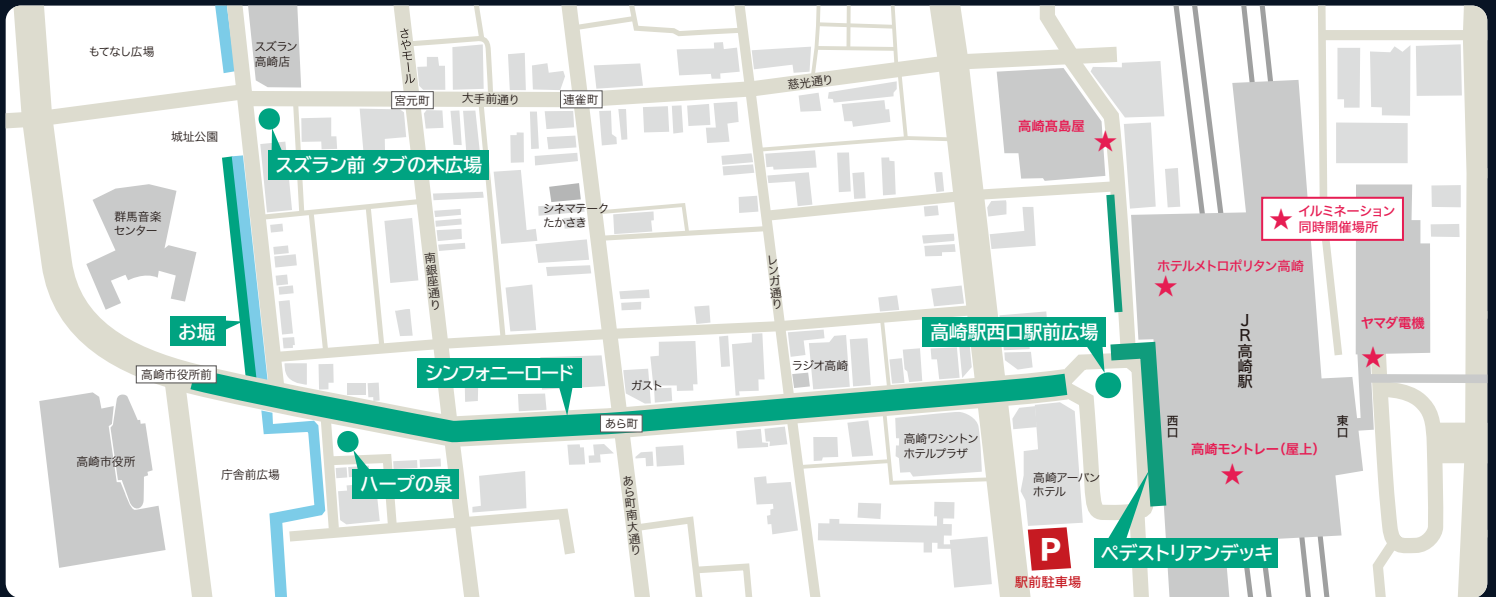 もてなし広場
スズラン
高崎店
さやモール
宮元町
大手前通り
連雀町
慈光通り
城址公園
スズラン前 タブの木広場
高崎髙島屋
群馬音楽
センター
シネマテーク
たかさき
南銀座通り
レンガ通り
イルミネーション
同時開催場所
ホテルメトロポリタン高崎
JR高崎駅
ヤマダ電機
お堀
高崎駅西口駅前広場
高崎市役所前
シンフォニーロード
ガスト
ラジオ高崎
あら町
高崎市役所
庁舎前広場
ハープの泉
あら町南大通り
高崎ワシントン
ホテルプラザ
高崎アーバン
ホテル
西口
東口
高崎モントレー(屋上)
ペデストリアンデッキ
P
駅前駐車場